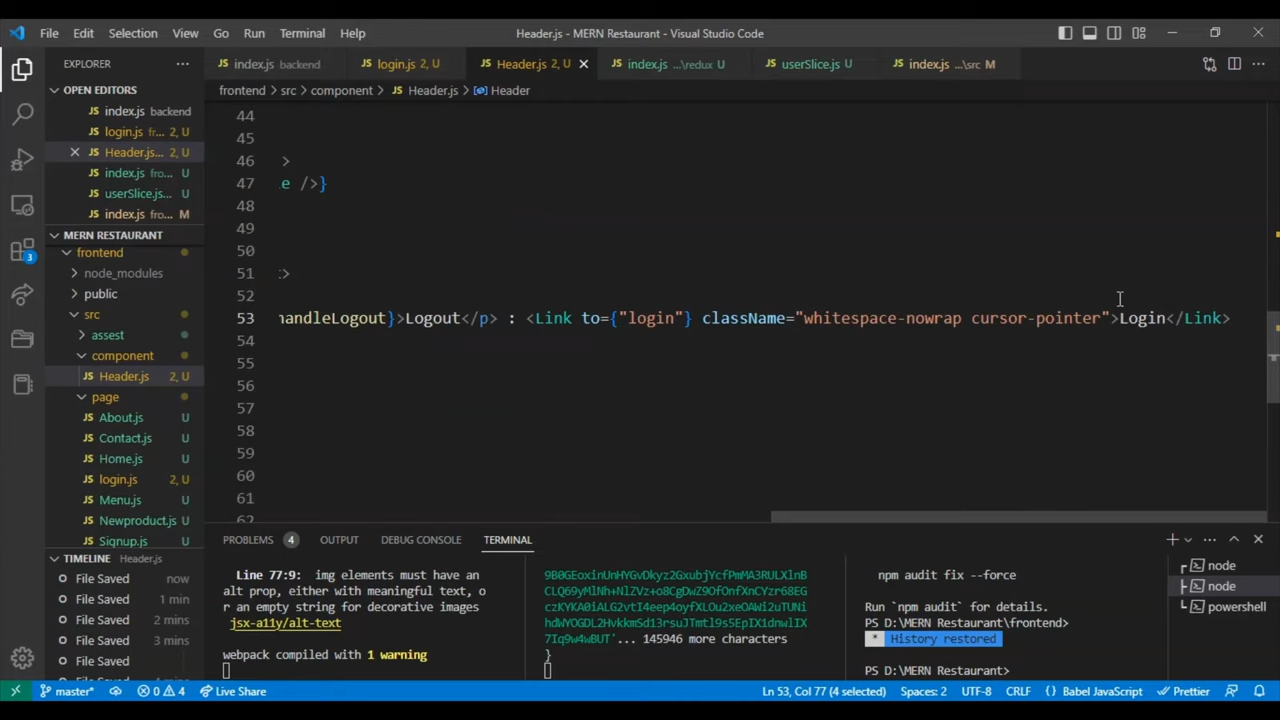 File Edit Selection View Go Run Terminal Help
Header.js - MERN Restaurant - Visual Studio Code
EXPLORER
index.js backend
login.js 2, U
Header.js 2, U
index.js ...\redux U
userSlice.js U
index.js ...\src M
OPEN EDITORS
frontend > src > component > JS Header.js > Header
JS index.js backend
JS login.js fr... 2, U
JS Header.js... 2, U
JS index.js fro... U
JS userSlice.js... U
JS index.js fro... M
MERN RESTAURANT
frontend
node_modules
public
src
assest
component
JS Header.js 2, U
page
JS About.js U
JS Contact.js U
JS Home.js U
JS login.js 2, U
JS Menu.js U
JS Newproduct.js U
JS Signup.js U
TIMELINE Header.js
File Saved now
File Saved 1 min
File Saved 2 mins
File Saved 3 mins
File Saved
3
44
45
46 >
47 e />}
48
49
50
51 >
52
53 handleLogout}>Logout</p> : <Link to={"login"} className="whitespace-nowrap cursor-pointer">Login</Link>
54
55
56
57
58
59
60
61
62
PROBLEMS 4 OUTPUT DEBUG CONSOLE TERMINAL
Line 77:9: img elements must have an
alt prop, either with meaningful text, o
r an empty string for decorative images
jsx-a11y/alt-text
webpack compiled with 1 warning
9B0GEoxinUnHYGvDkyz2GxubjYcfPmMA3RULXlnB
CLQ69yMlNh+NlZVz+o8CgDwZ9OfOnfXnCYzr68EG
czKYKA0iALG2vtI4eep4oyfXLOu2xeOAWi2uTUNi
hdWYOGDL2HvkkmSd13rsuJTmtl9s5EpIX1dnwlIX
7Iq9w4wBUT'... 145946 more characters
}
npm audit fix --force
Run `npm audit` for details.
PS D:\MERN Restaurant\frontend>
* History restored
PS D:\MERN Restaurant>
node
node
powershell
master* 0 4 Live Share
Ln 53, Col 77 (4 selected) Spaces: 2 UTF-8 CRLF {} Babel JavaScript Prettier